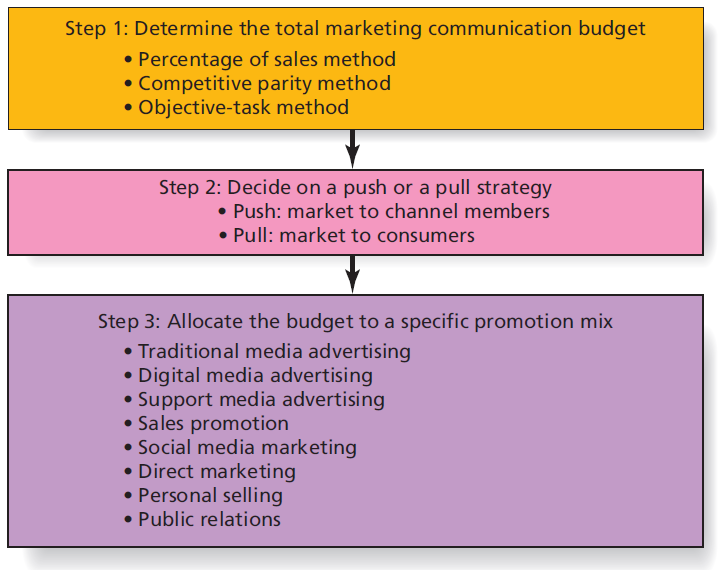 Step 1: Determine the total marketing communication budget
• Percentage of sales method
• Competitive parity method
• Objective-task method
Step 2: Decide on a push or a pull strategy
• Push: market to channel members
• Pull: market to consumers
Step 3: Allocate the budget to a specific promotion mix
• Traditional media advertising
• Digital media advertising
• Support media advertising
• Sales promotion
• Social media marketing
• Direct marketing
• Personal selling
• Public relations